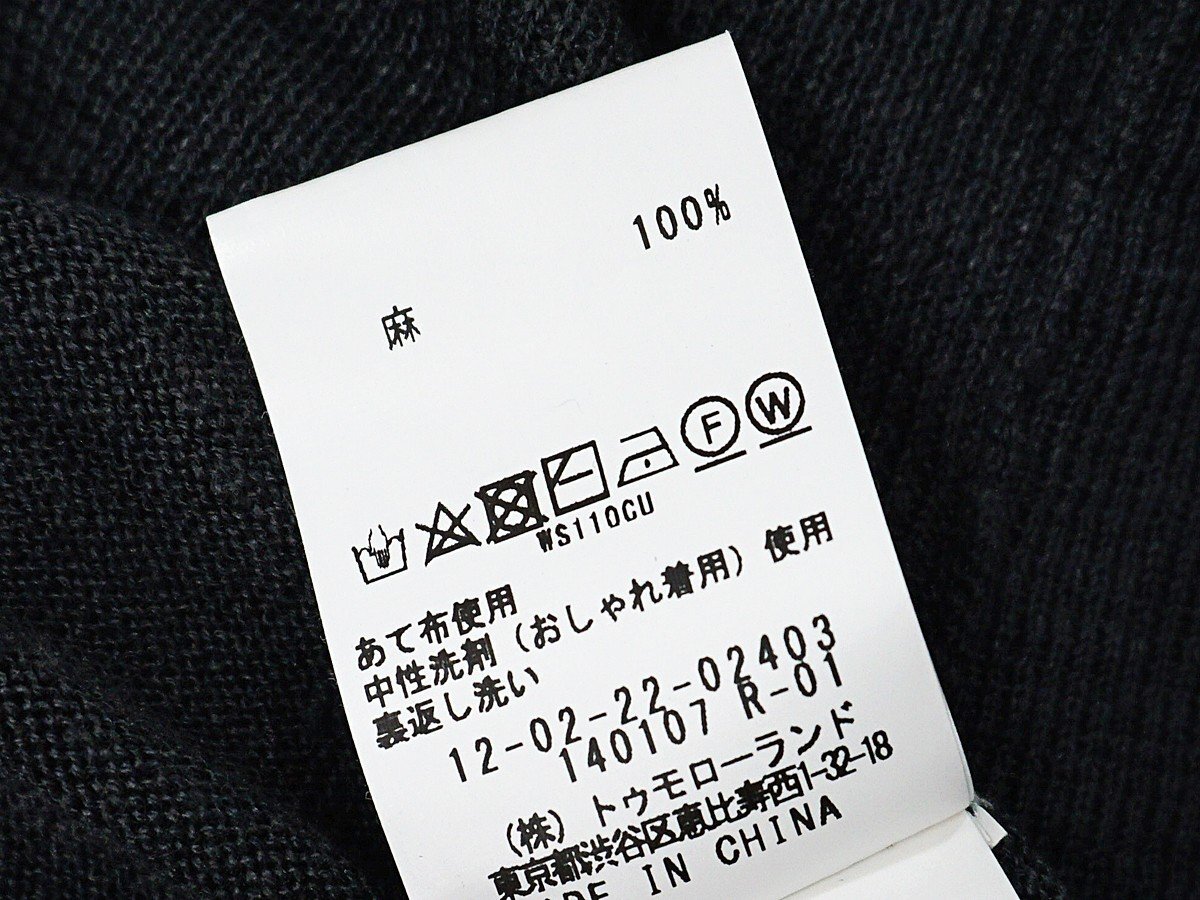 100%
麻
F W
WS110CU
あて布使用
中性洗剤(おしゃれ着用)使用
裏返し洗い
12-02-22-02403
140107 R-01
(株)トゥモローランド
東京都渋谷区恵比寿西1-32-18
MADE IN CHINA